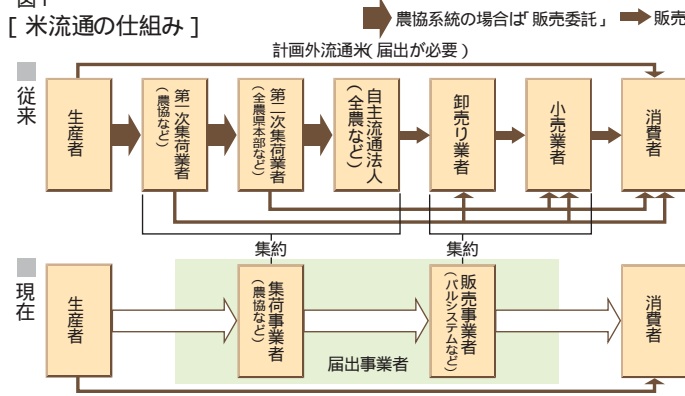 図1
[ 米流通の仕組み ]
農協系統の場合は「販売委託」
販売
計画外流通米(届出が必要)
従来
生産者
第一次集荷業者
(農協など)
第二次集荷業者
(全農県本部など)
自主流通法人
(全農など)
卸売り業者
小売業者
消費者
集約
集約
現在
生産者
集荷事業者
(農協など)
販売事業者
(パルシステムなど)
消費者
届出事業者